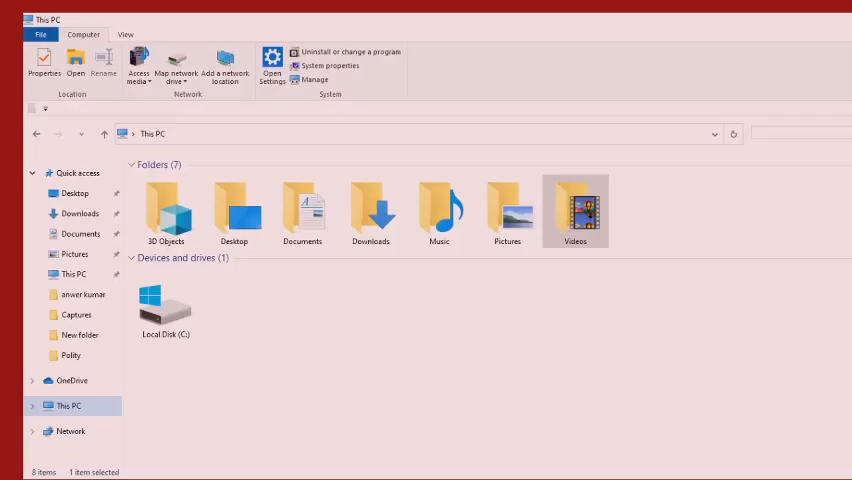 This PC
File Computer View
Properties Open Rename Access media Map network drive Add a network location Open Settings Uninstall or change a program
System properties
Manage
Location Network System
This PC
Quick access
Desktop
Downloads
Documents
Pictures
This PC
anwer kumar
Captures
New folder
Polity
OneDrive
This PC
Network
Folders (7)
3D Objects Desktop Documents Downloads Music Pictures Videos
Devices and drives (1)
Local Disk (C:)
8 items 1 item selected